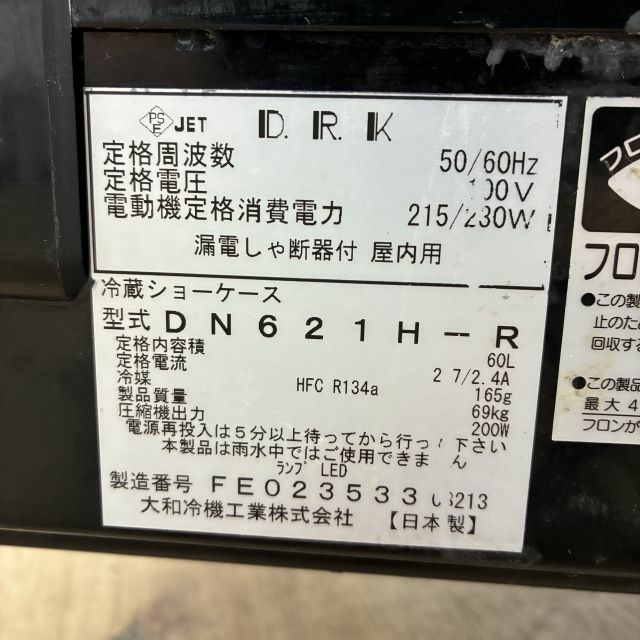 PSE JET D. R. K
定格周波数 50/60Hz
定格電圧 100V
電動機定格消費電力 215/230W
漏電しゃ断器付 屋内用
冷蔵ショーケース
型式 DN621H-R
定格内容積 60L
定格電流 2.7/2.4A
冷媒 HFC R134a 165g
製品質量 69kg
圧縮機出力 200W
電源再投入は5分以上待ってから行って下さい
本製品は雨水中ではご使用できません
ランプ LED
製造番号 FE023533
大和冷機工業株式会社 【日本製】
フロ
フロ
●この製
止のため
回収する
●この製品
最大4
フロンが